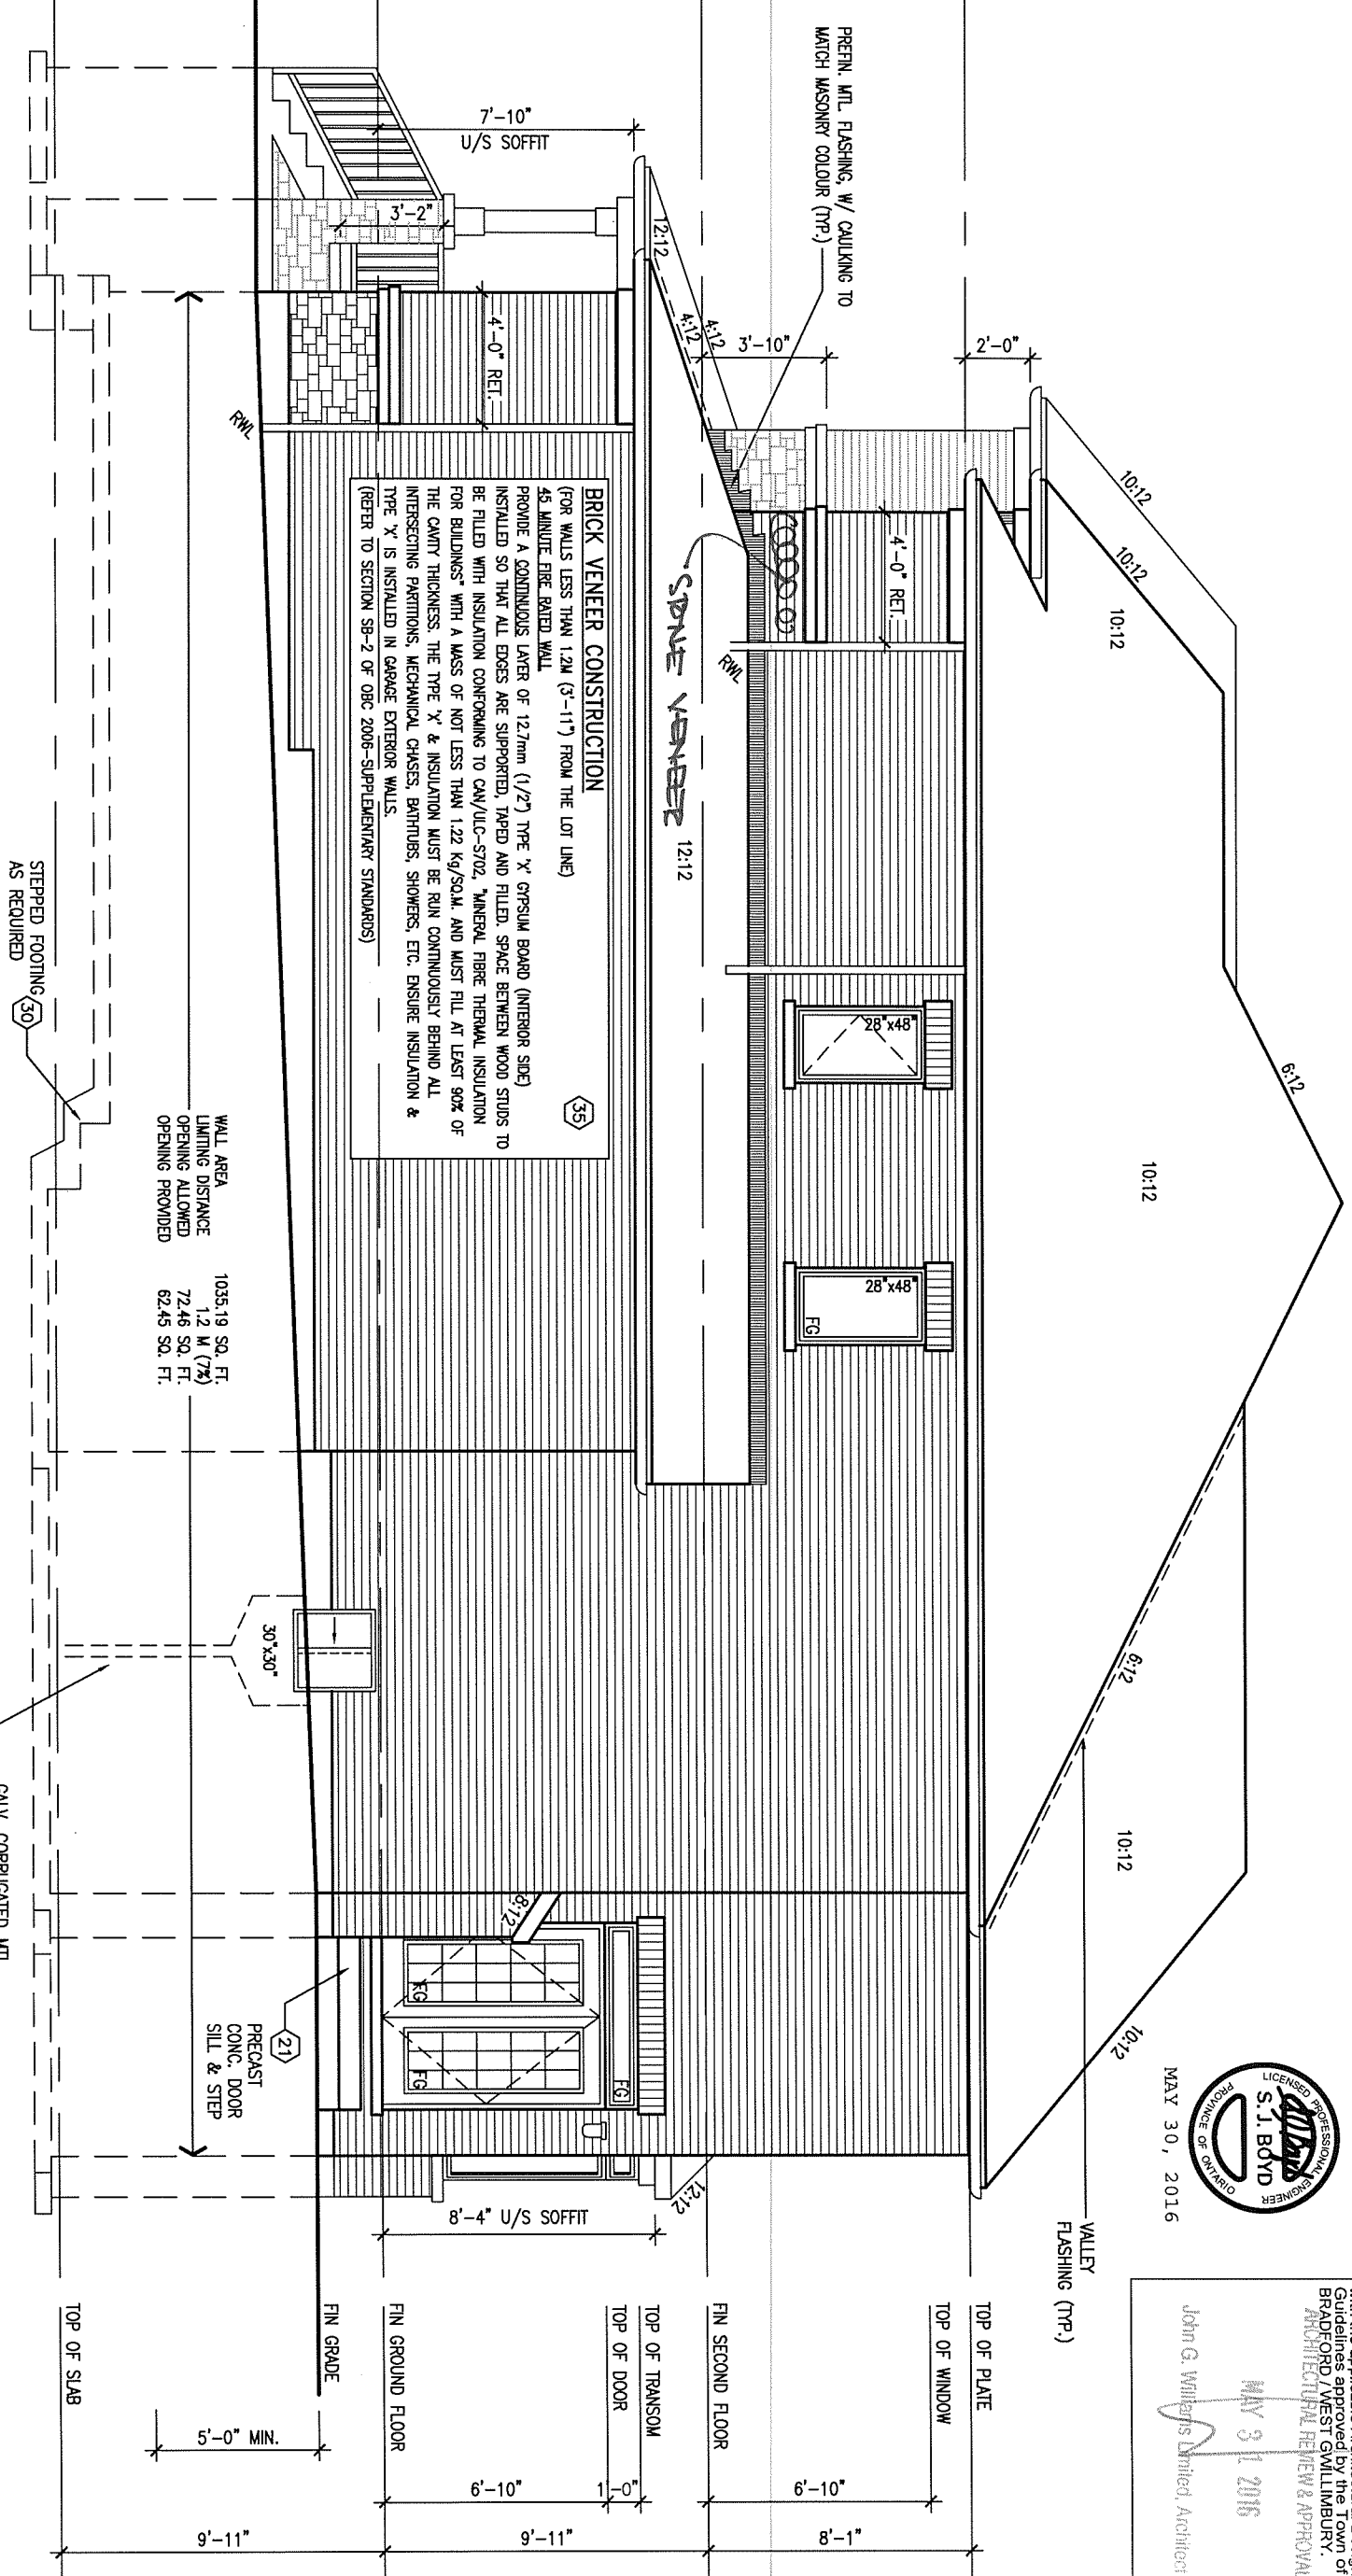 PREFIN. MTL. FLASHING, W/ CAULKING TO
MATCH MASONRY COLOUR (TYP.)
7'-10"
U/S SOFFIT
3'-2"
4'-0" RET.
RWL
12:12
4:12
4:12
3'-10"
2'-0"
10:12
10:12
10:12
4'-0" RET.
RWL
STONE VENEER
12:12
BRICK VENEER CONSTRUCTION
(FOR WALLS LESS THAN 1.2M (3'-11") FROM THE LOT LINE)
45 MINUTE FIRE RATED WALL
PROVIDE A CONTINUOUS LAYER OF 12.7mm (1/2") TYPE 'X' GYPSUM BOARD (INTERIOR SIDE)
INSTALLED SO THAT ALL EDGES ARE SUPPORTED, TAPED AND FILLED. SPACE BETWEEN WOOD STUDS TO
BE FILLED WITH INSULATION CONFORMING TO CAN/ULC-S702, "MINERAL FIBRE THERMAL INSULATION
FOR BUILDINGS" WITH A MASS OF NOT LESS THAN 1.22 Kg/SQ.M. AND MUST FILL AT LEAST 90% OF
THE CAVITY THICKNESS. THE TYPE 'X' & INSULATION MUST BE RUN CONTINUOUSLY BEHIND ALL
INTERSECTING PARTITIONS, MECHANICAL CHASES, BATHTUBS, SHOWERS, ETC. ENSURE INSULATION &
TYPE 'X' IS INSTALLED IN GARAGE EXTERIOR WALLS.
(REFER TO SECTION SB-2 OF OBC 2006-SUPPLEMENTARY STANDARDS)
35
28"x48"
28"x48"
FG
6:12
10:12
6:12
10:12
10:12
VALLEY
FLASHING (TYP.)
STEPPED FOOTING
AS REQUIRED
30
WALL AREA 1035.19 SQ. FT.
LIMITING DISTANCE 1.2 M (7%)
OPENING ALLOWED 72.46 SQ. FT.
OPENING PROVIDED 62.45 SQ. FT.
30"x30"
GALV. CORRUGATED MTL
8:12
FG
FG
FG
21
PRECAST
CONC. DOOR
SILL & STEP
12:12
8'-4" U/S SOFFIT
TOP OF PLATE
TOP OF WINDOW
FIN SECOND FLOOR
TOP OF TRANSOM
TOP OF DOOR
FIN GROUND FLOOR
FIN GRADE
TOP OF SLAB
5'-0" MIN.
6'-10"
1'-0"
6'-10"
9'-11"
9'-11"
8'-1"
LICENSED PROFESSIONAL ENGINEER
S. J. BOYD
PROVINCE OF ONTARIO
MAY 30, 2016
Guidelines approved by the Town of
BRADFORD / WEST GWILLIMBURY.
ARCHITECTURAL REVIEW & APPROVAL
MAY 31 2016
John G. Williams Limited, Architect